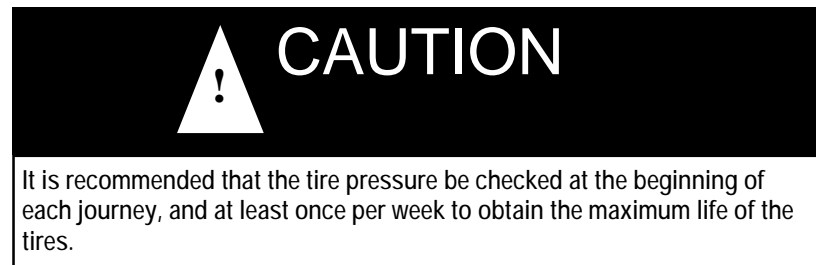 ! CAUTION
It is recommended that the tire pressure be checked at the beginning of
each journey, and at least once per week to obtain the maximum life of the
tires.